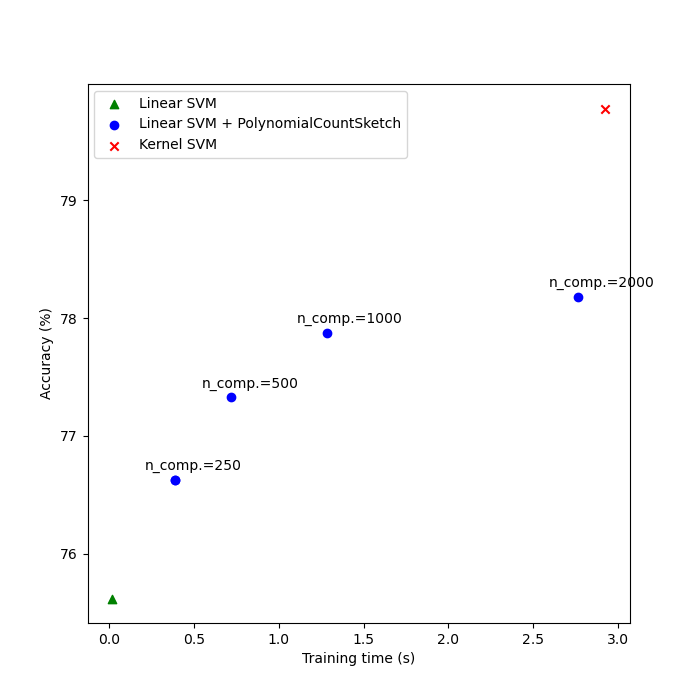 Linear SVM
Linear SVM + PolynomialCountSketch
Kernel SVM
79
n_comp.=2000
78
n_comp.=1000
n_comp.=500
77
n_comp.=250
76
Accuracy (%)
0.0 0.5 1.0 1.5 2.0 2.5 3.0
Training time (s)